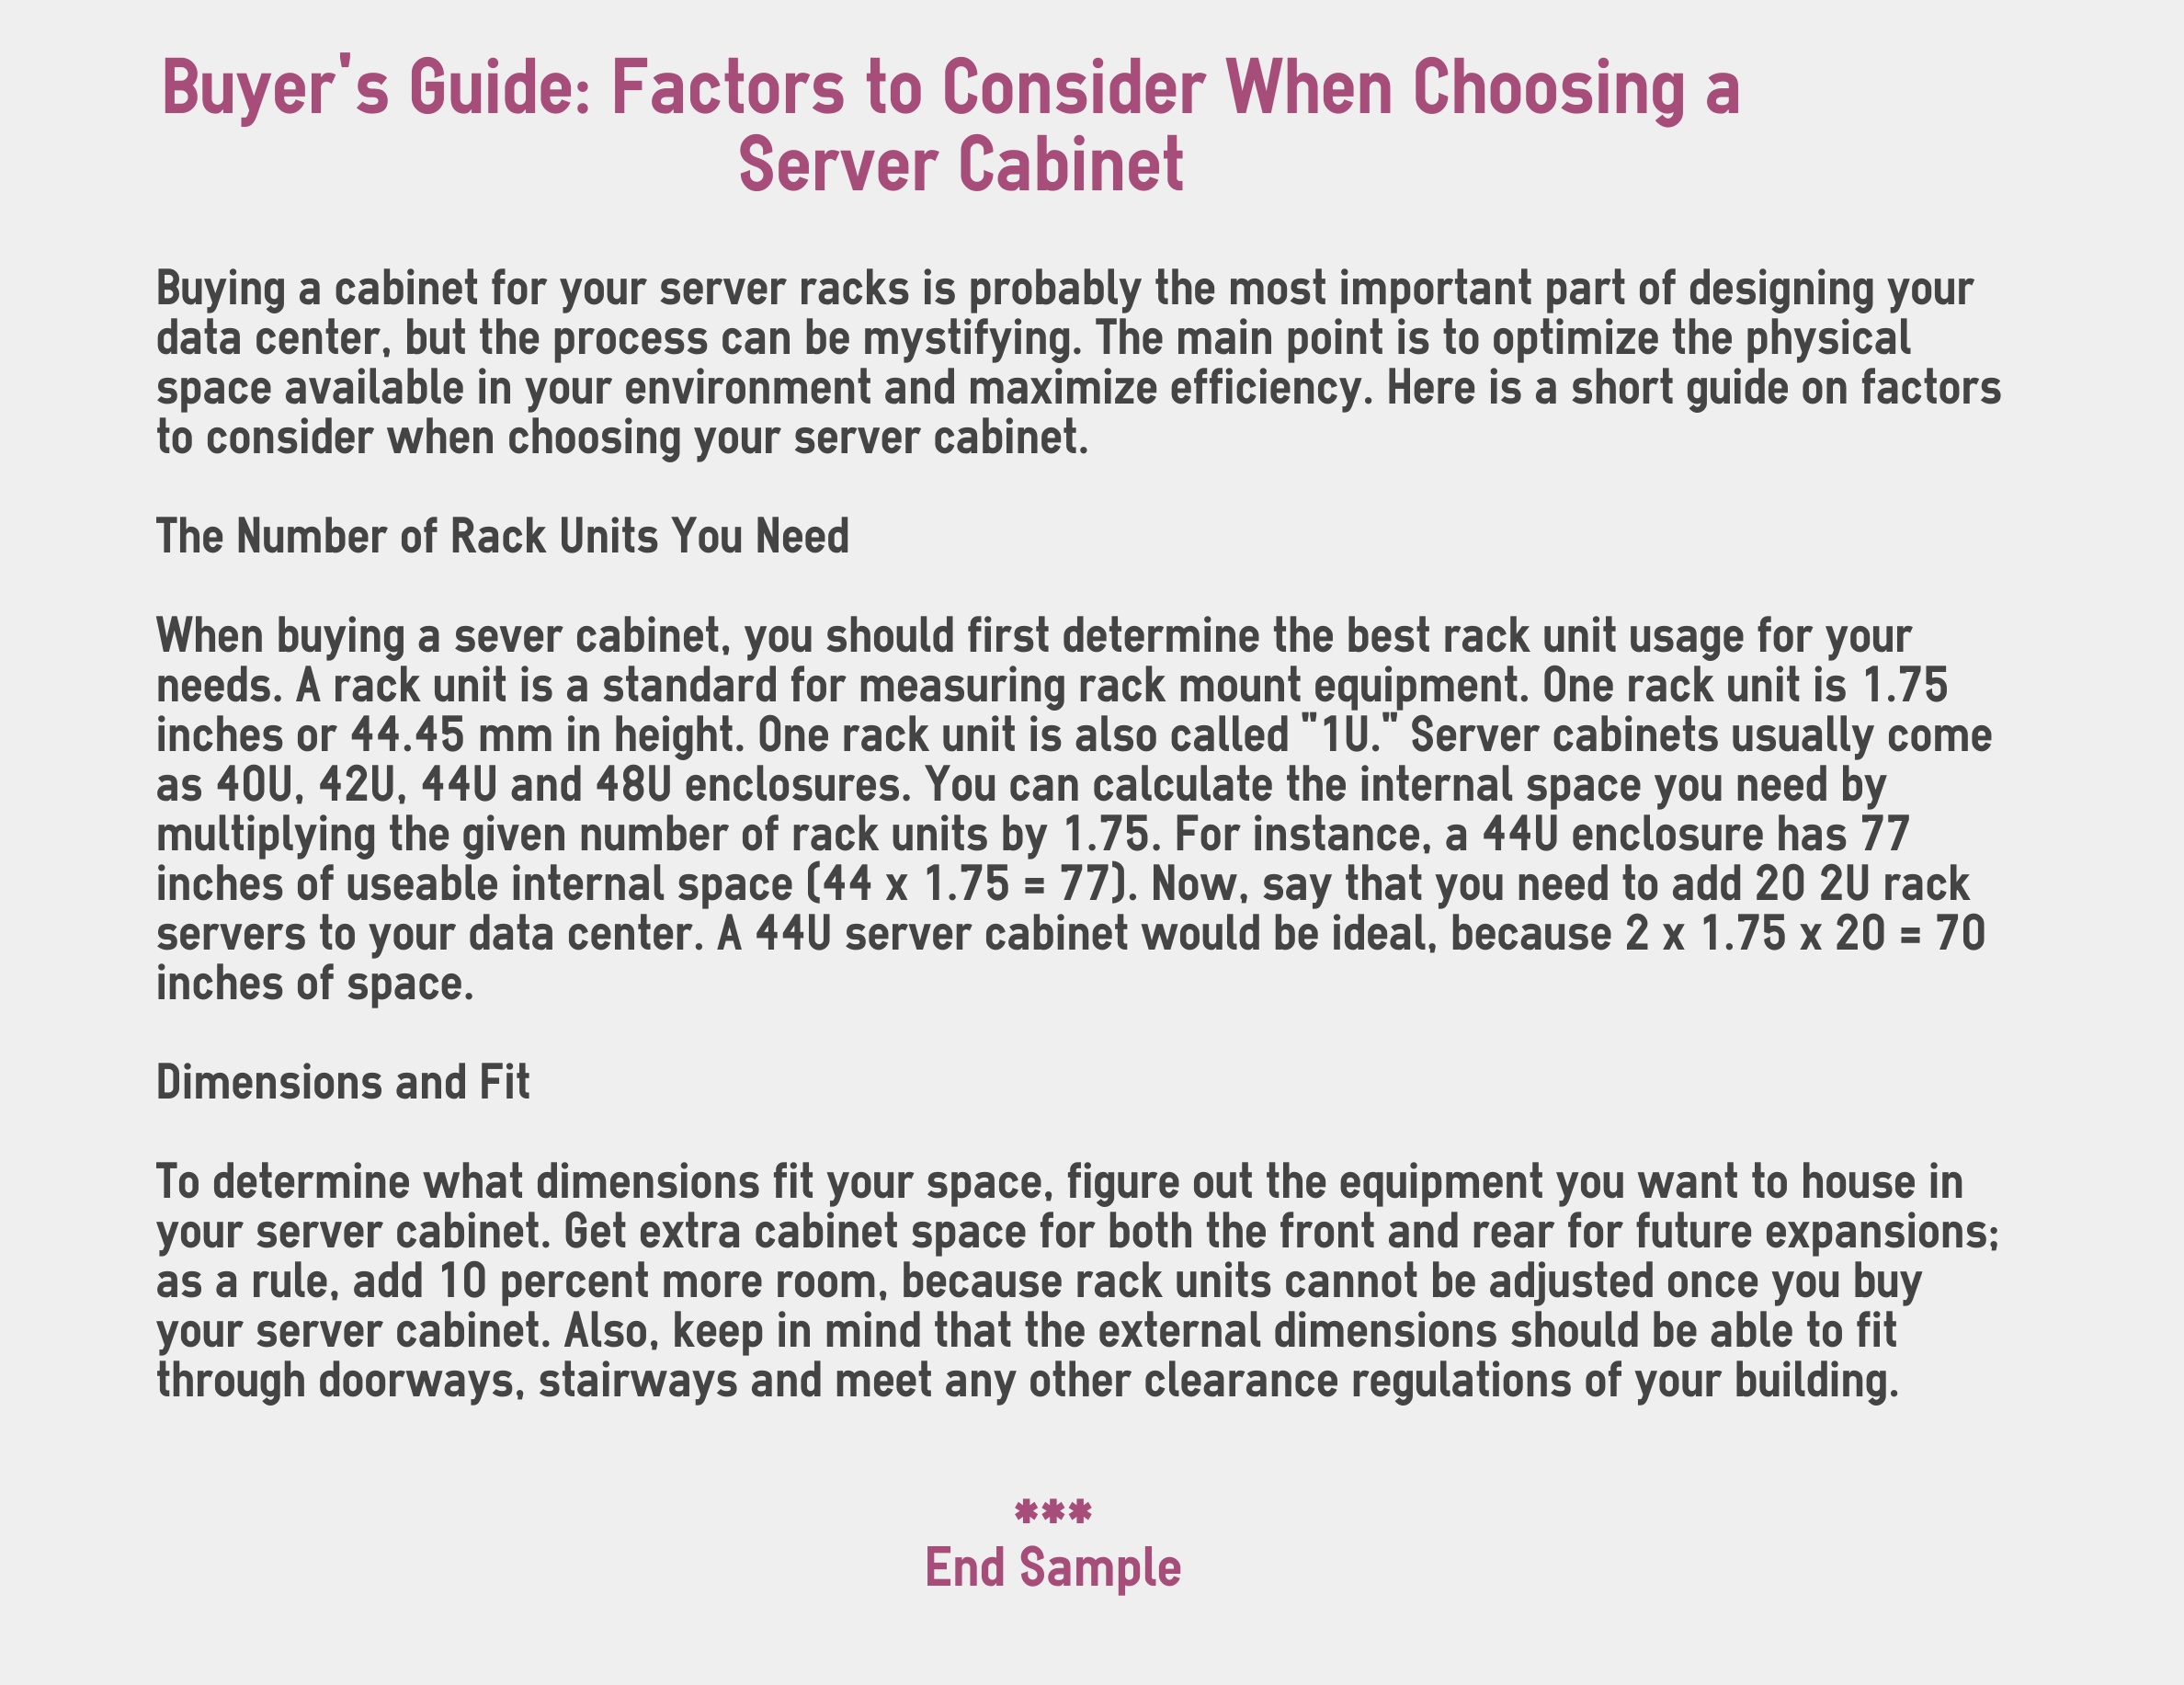 Buyer's Guide: Factors to Consider When Choosing a
Server Cabinet
Buying a cabinet for your server racks is probably the most important part of designing your
data center, but the process can be mystifying. The main point is to optimize the physical
space available in your environment and maximize efficiency. Here is a short guide on factors
to consider when choosing your server cabinet.
The Number of Rack Units You Need
When buying a sever cabinet, you should first determine the best rack unit usage for your
needs. A rack unit is a standard for measuring rack mount equipment. One rack unit is 1.75
inches or 44.45 mm in height. One rack unit is also called "1U." Server cabinets usually come
as 40U, 42U, 44U and 48U enclosures. You can calculate the internal space you need by
multiplying the given number of rack units by 1.75. For instance, a 44U enclosure has 77
inches of useable internal space (44 x 1.75 = 77). Now, say that you need to add 20 2U rack
servers to your data center. A 44U server cabinet would be ideal, because 2 x 1.75 x 20 = 70
inches of space.
Dimensions and Fit
To determine what dimensions fit your space, figure out the equipment you want to house in
your server cabinet. Get extra cabinet space for both the front and rear for future expansions;
as a rule, add 10 percent more room, because rack units cannot be adjusted once you buy
your server cabinet. Also, keep in mind that the external dimensions should be able to fit
through doorways, stairways and meet any other clearance regulations of your building.
***
End Sample